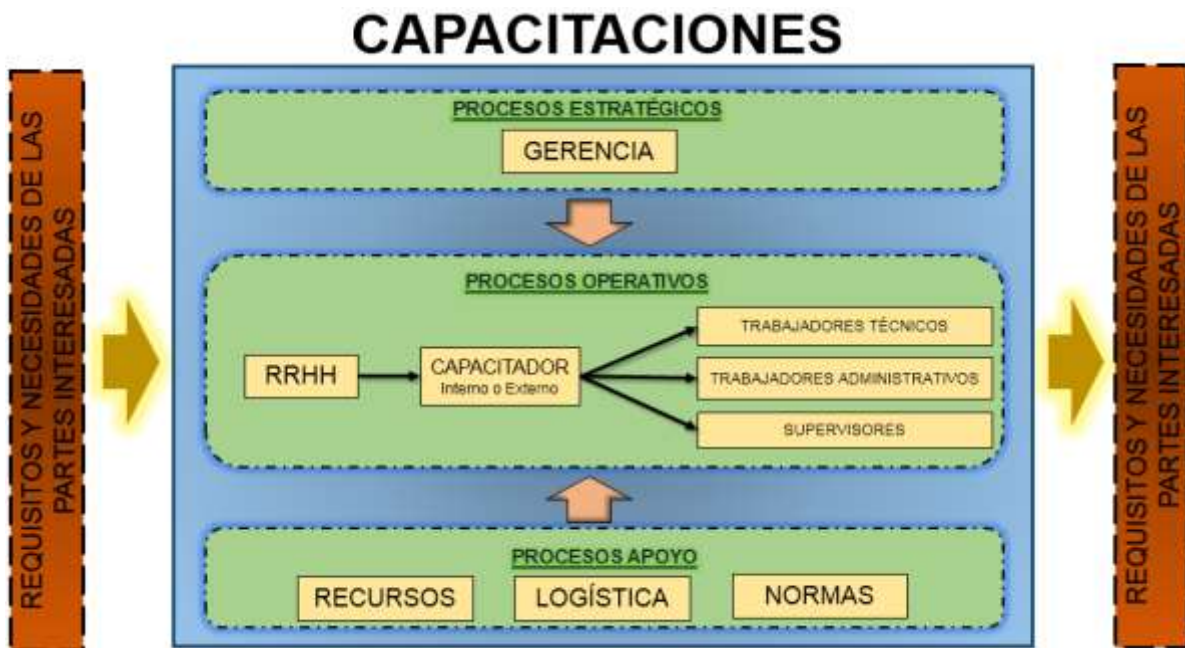 CAPACITACIONES
REQUISITOS Y NECESIDADES DE LAS
PARTES INTERESADAS
PROCESOS ESTRATÉGICOS
GERENCIA
PROCESOS OPERATIVOS
RRHH
CAPACITADOR
Interno o Externo
TRABAJADORES TÉCNICOS
TRABAJADORES ADMINISTRATIVOS
SUPERVISORES
PROCESOS APOYO
RECURSOS
LOGÍSTICA
NORMAS
REQUISITOS Y NECESIDADES DE LAS
PARTES INTERESADAS